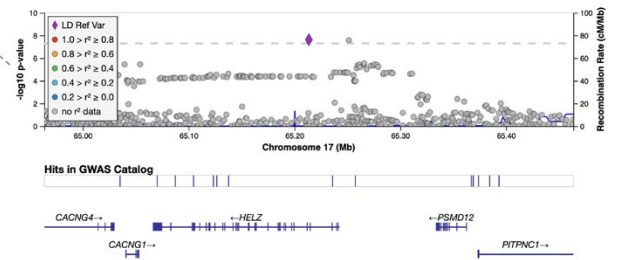 10
8
6
4
2
0
-log10 p-value
LD Ref Var
1.0 > r² ≥ 0.8
0.8 > r² ≥ 0.6
0.6 > r² ≥ 0.4
0.4 > r² ≥ 0.2
0.2 > r² ≥ 0.0
no r² data
100
80
60
40
20
0
Recombination Rate (cM/Mb)
65.00 65.10 65.20 65.30 65.40
Chromosome 17 (Mb)
Hits in GWAS Catalog
CACNG4→ ←HELZ ←PSMD12
CACNG1→ PITPNC1→